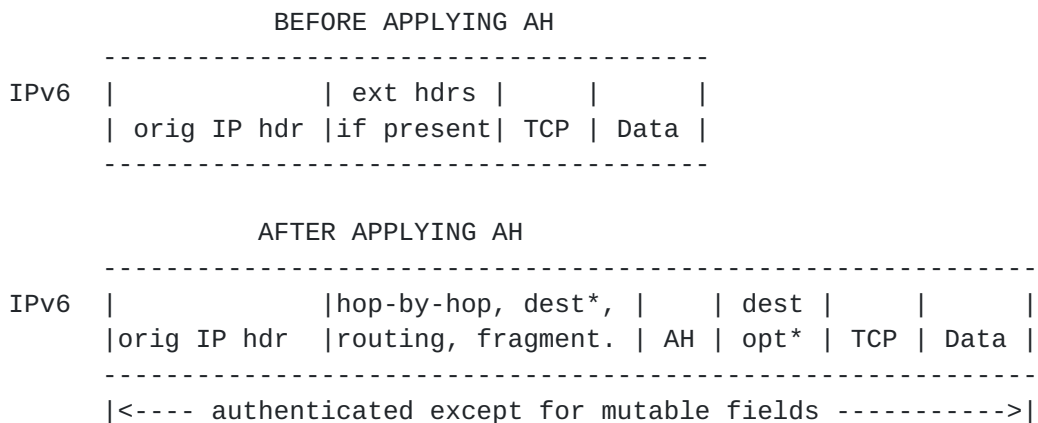 BEFORE APPLYING AH
---------------------------------------
IPv6 | | ext hdrs | | |
| orig IP hdr |if present| TCP | Data |
---------------------------------------
AFTER APPLYING AH
------------------------------------------------------------
IPv6 | |hop-by-hop, dest*, | | dest | | |
|orig IP hdr |routing, fragment. | AH | opt* | TCP | Data |
------------------------------------------------------------
|<---- authenticated except for mutable fields ----------->|